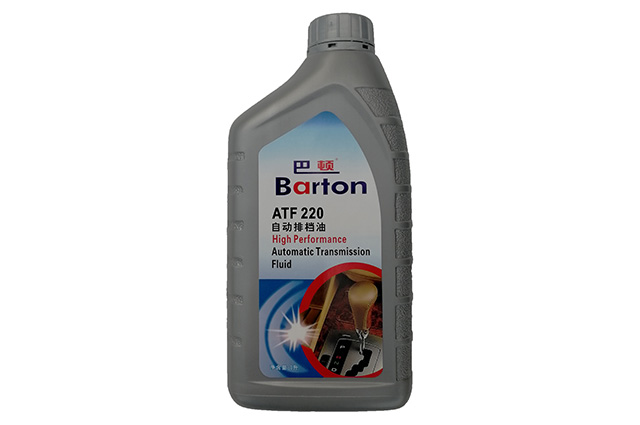 巴顿
Barton
ATF 220
自动排档油
High Performance
Automatic Transmission
Fluid